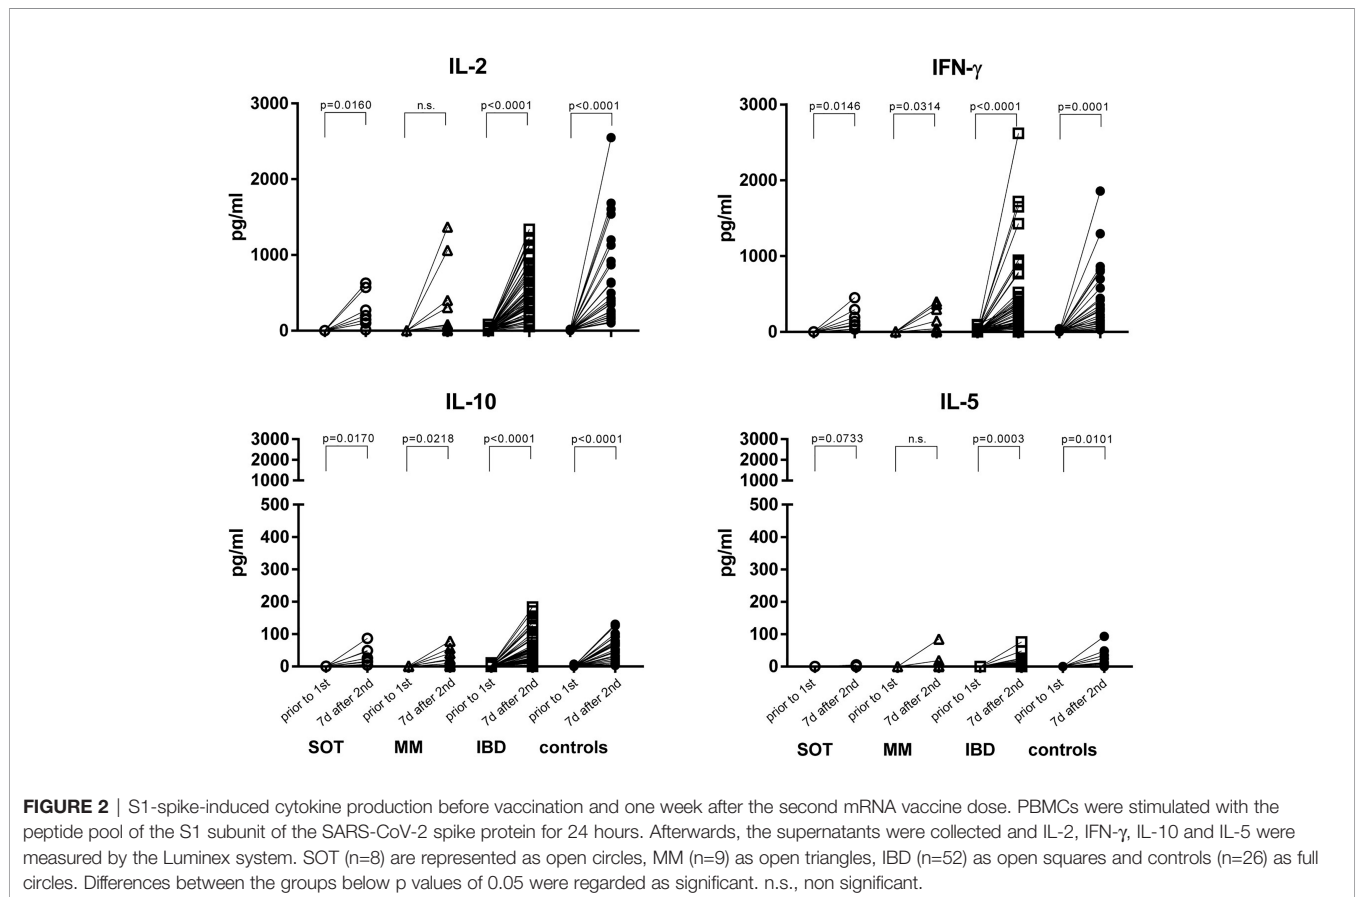 IL-2
IFN-γ
p=0.0160 n.s. p<0.0001 p<0.0001
p=0.0146 p=0.0314 p<0.0001 p=0.0001
3000
2000
1000
0
pg/ml
3000
2000
1000
0
pg/ml
IL-10
IL-5
p=0.0170 p=0.0218 p<0.0001 p<0.0001
p=0.0733 n.s. p=0.0003 p=0.0101
3000
2000
1000
500
400
300
200
100
0
pg/ml
3000
2000
1000
500
400
300
200
100
0
pg/ml
prior to 1st 7d after 2nd prior to 1st 7d after 2nd prior to 1st 7d after 2nd prior to 1st 7d after 2nd
prior to 1st 7d after 2nd prior to 1st 7d after 2nd prior to 1st 7d after 2nd prior to 1st 7d after 2nd
SOT MM IBD controls
SOT MM IBD controls
FIGURE 2 | S1-spike-induced cytokine production before vaccination and one week after the second mRNA vaccine dose. PBMCs were stimulated with the
peptide pool of the S1 subunit of the SARS-CoV-2 spike protein for 24 hours. Afterwards, the supernatants were collected and IL-2, IFN-γ, IL-10 and IL-5 were
measured by the Luminex system. SOT (n=8) are represented as open circles, MM (n=9) as open triangles, IBD (n=52) as open squares and controls (n=26) as full
circles. Differences between the groups below p values of 0.05 were regarded as significant. n.s., non significant.